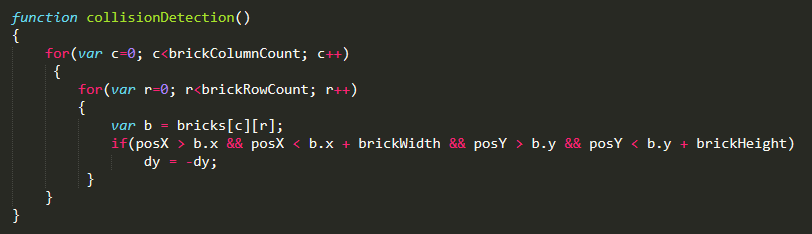 function collisionDetection()
{
    for(var c=0; c<brickColumnCount; c++)
     {
        for(var r=0; r<brickRowCount; r++)
        {
            var b = bricks[c][r];
            if(posX > b.x && posX < b.x + brickWidth && posY > b.y && posY < b.y + brickHeight)
                dy = -dy;
         }
    }
}